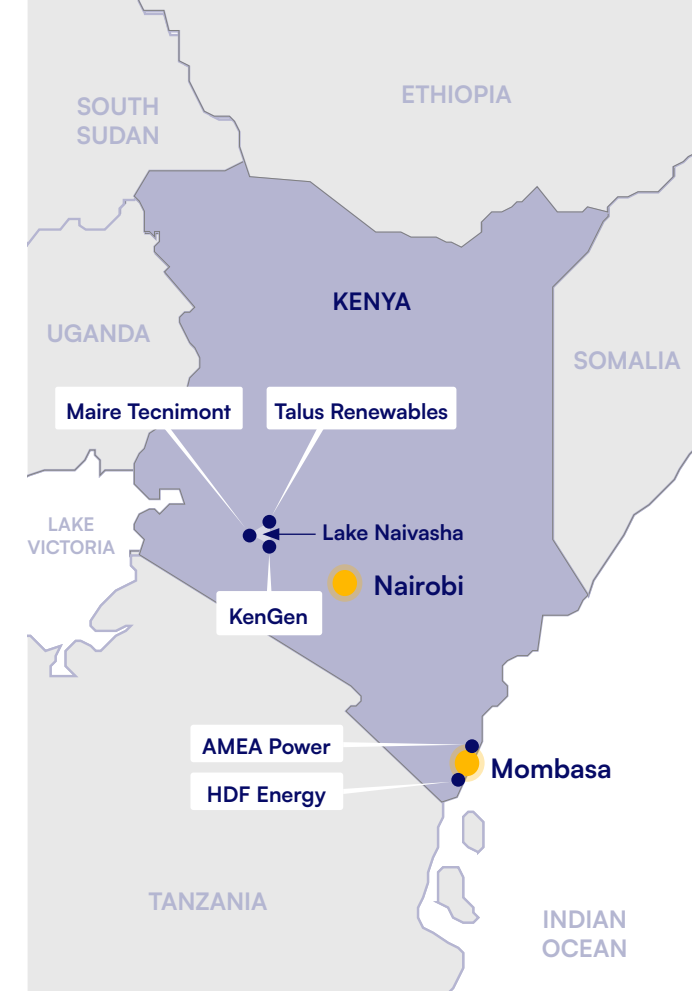 ETHIOPIA
SOUTH
SUDAN
KENYA
UGANDA
SOMALIA
Maire Tecnimont
Talus Renewables
LAKE
VICTORIA
Lake Naivasha
Nairobi
KenGen
AMEA Power
Mombasa
HDF Energy
TANZANIA
INDIAN
OCEAN